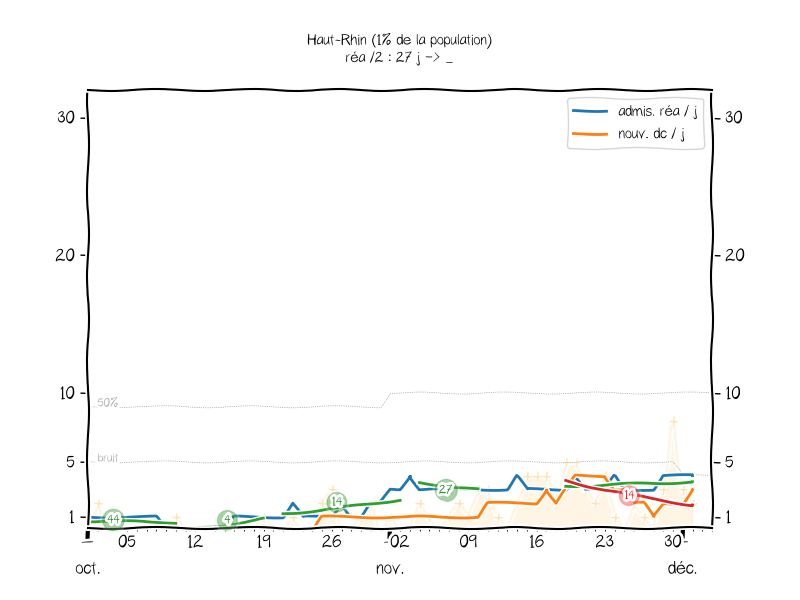 Haut-Rhin (1% de la population)
réa /2 : 27 j -> _
admis. réa / j
nouv. dc / j
30 30
20 20
10 10
50%
5 5
bruit
1 1
44 4 14 27 14
05 12 19 26 02 09 16 23 30
oct. nov. déc.